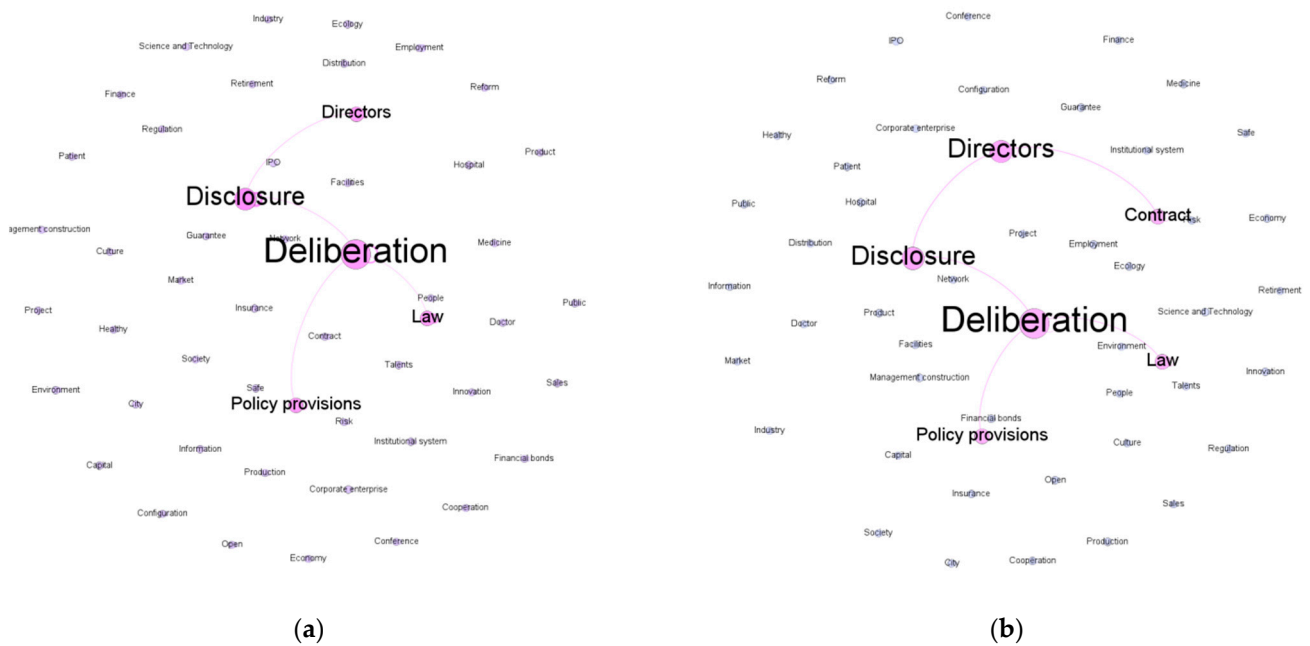 Industry
Ecology
Science and Technology
Employment
Distribution
Retirement
Reform
Finance
Directors
Regulation
Patient
IPO
Hospital
Product
Facilities
Disclosure
agement construction
Guarantee
Network
Deliberation
Medicine
Culture
Market
People
Public
Project
Insurance
Law
Doctor
Healthy
Contract
Society
Talents
Environment
Safe
Innovation
Sales
City
Policy provisions
Risk
Information
Institutional system
Capital
Production
Financial bonds
Corporate enterprise
Configuration
Cooperation
Open
Conference
Economy
(a)
Conference
IPO
Finance
Reform
Configuration
Medicine
Guarantee
Healthy
Corporate enterprise
Safe
Directors
Institutional system
Patient
Public
Hospital
Contract
Risk
Economy
Project
Distribution
Employment
Disclosure
Ecology
Information
Network
Retirement
Product
Science and Technology
Doctor
Deliberation
Facilities
Environment
Market
Law
Management construction
Talents
Innovation
People
Financial bonds
Industry
Policy provisions
Culture
Regulation
Capital
Open
Insurance
Sales
Society
Production
City
Cooperation
(b)